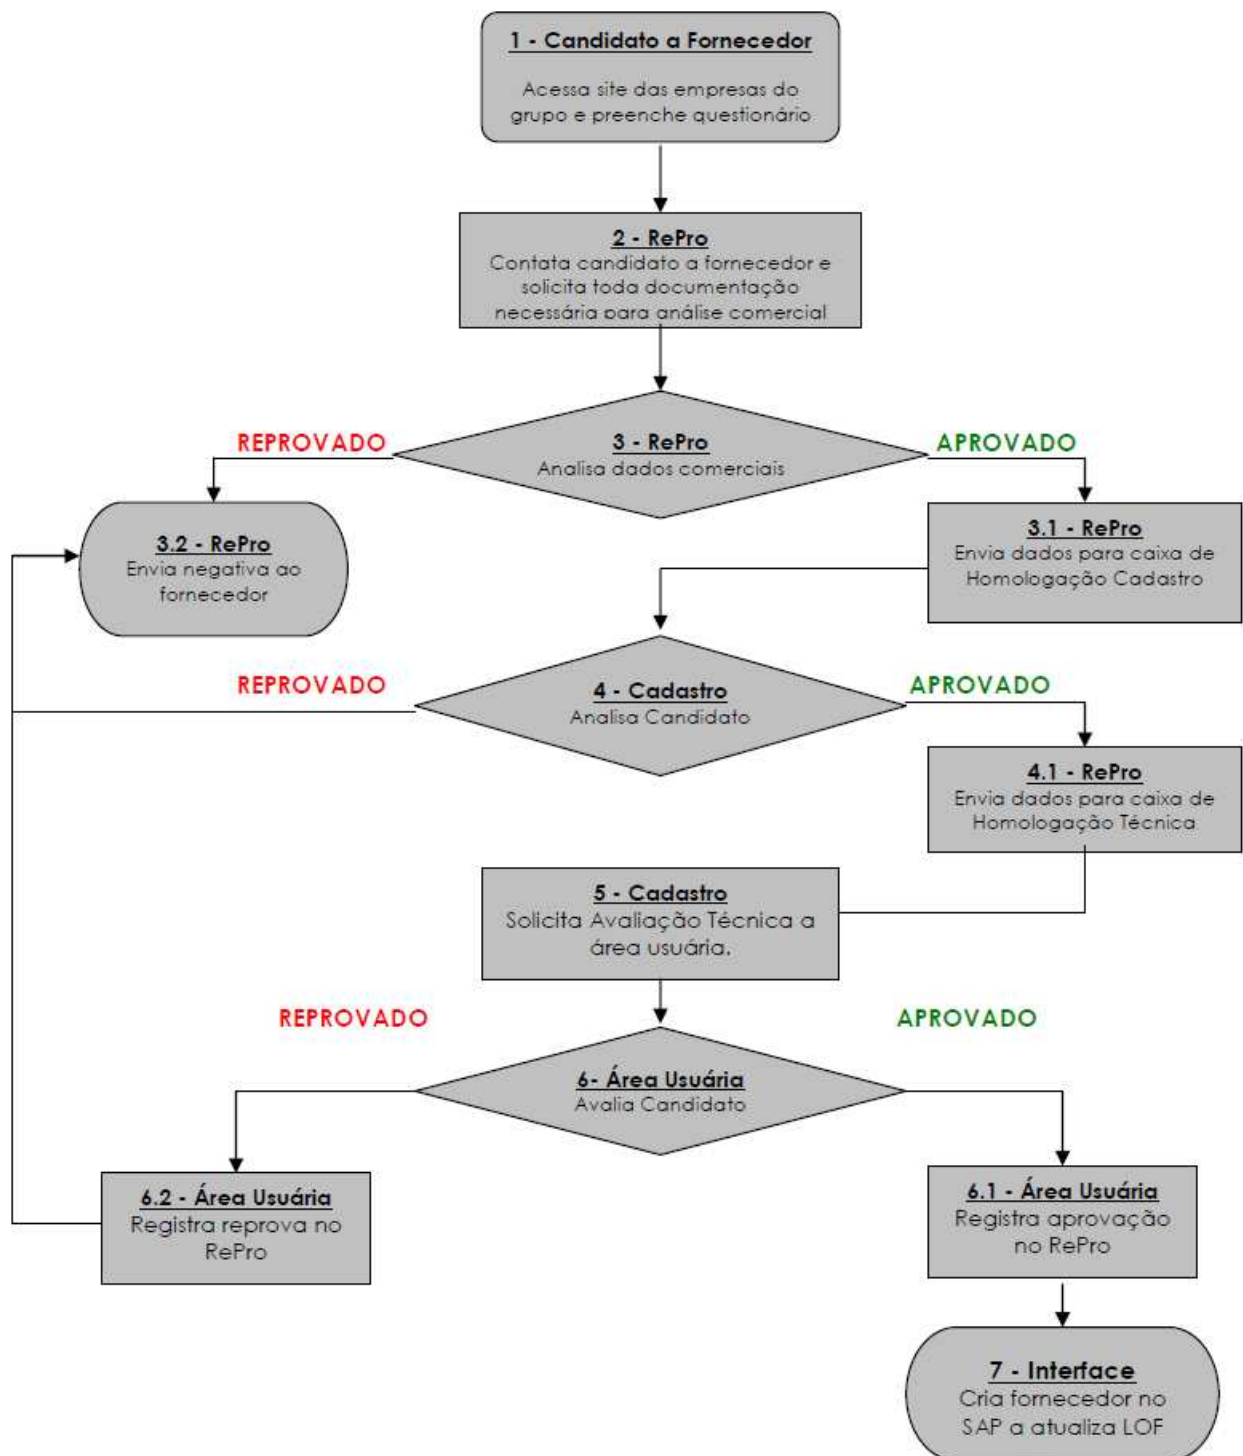 1 - Candidato a Fornecedor
Acessa site das empresas do
grupo e preenche questionário
2 - RePro
Contata candidato a fornecedor e
solicita toda documentação
necessária para análise comercial
REPROVADO
APROVADO
3 - RePro
Analisa dados comerciais
3.2 - RePro
Envia negativa ao
fornecedor
3.1 - RePro
Envia dados para caixa de
Homologação Cadastro
REPROVADO
APROVADO
4 - Cadastro
Analisa Candidato
4.1 - RePro
Envia dados para caixa de
Homologação Técnica
5 - Cadastro
Solicita Avaliação Técnica a
área usuária.
REPROVADO
APROVADO
6- Área Usuária
Avalia Candidato
6.2 - Área Usuária
Registra reprova no
RePro
6.1 - Área Usuária
Registra aprovação
no RePro
7 - Interface
Cria fornecedor no
SAP a atualiza LOF